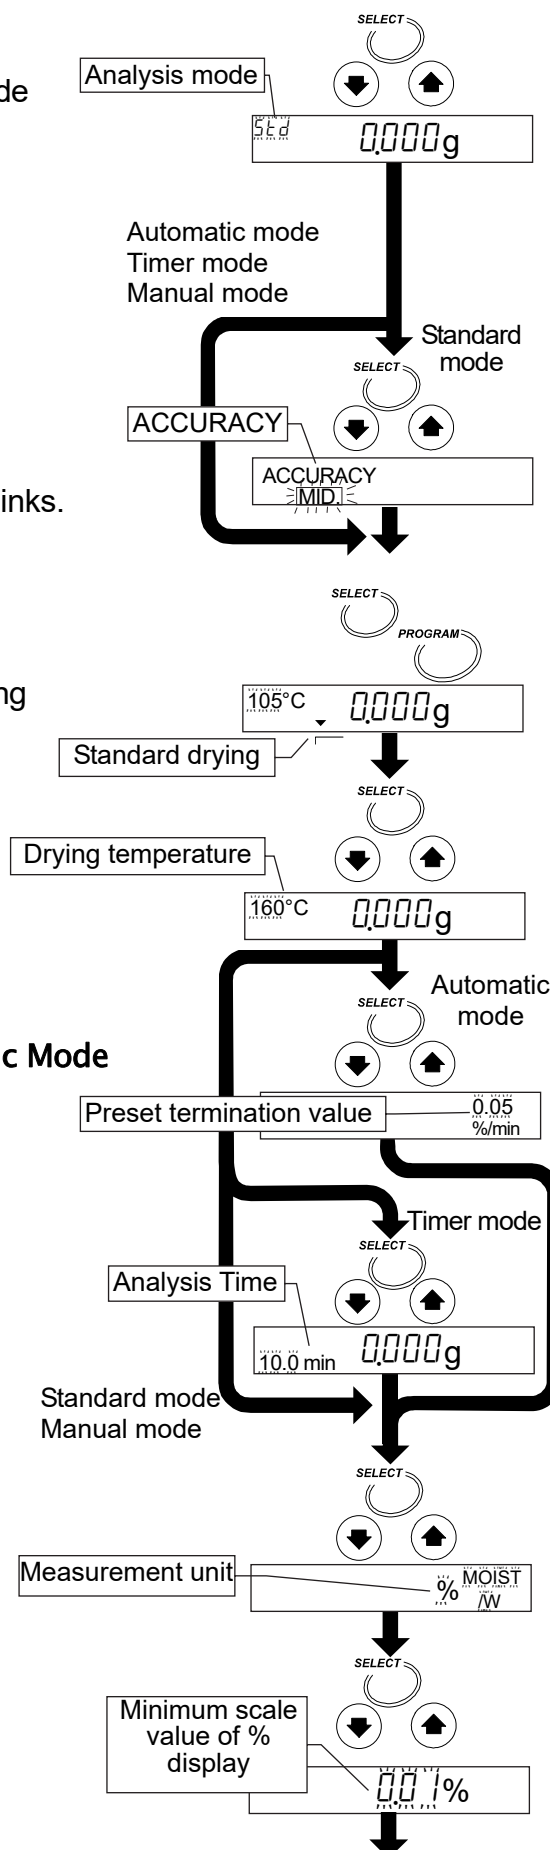 SELECT
de
Analysis mode
Std
0.000g
Automatic mode
Timer mode
Manual mode
Standard
mode
SELECT
ACCURACY
ACCURACY
MID.
inks.
SELECT
PROGRAM
ng
105°C 0.000g
Standard drying
SELECT
Drying temperature
160°C 0.000g
Automatic
mode
SELECT
c Mode
Preset termination value
0.05
%/min
Timer mode
SELECT
Analysis Time
10.0 min 0.000g
Standard mode
Manual mode
SELECT
Measurement unit
% MOIST
/W
SELECT
Minimum scale
value of %
display
0.01%